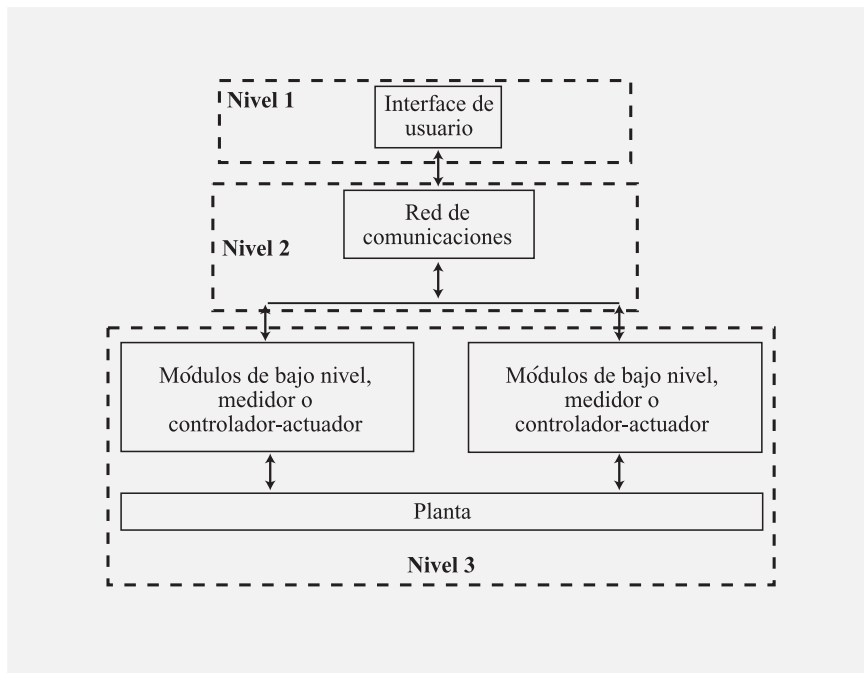 Nivel 1
Interface de
usuario
Red de
comunicaciones
Nivel 2
Módulos de bajo nivel,
medidor o
controlador-actuador
Módulos de bajo nivel,
medidor o
controlador-actuador
Planta
Nivel 3